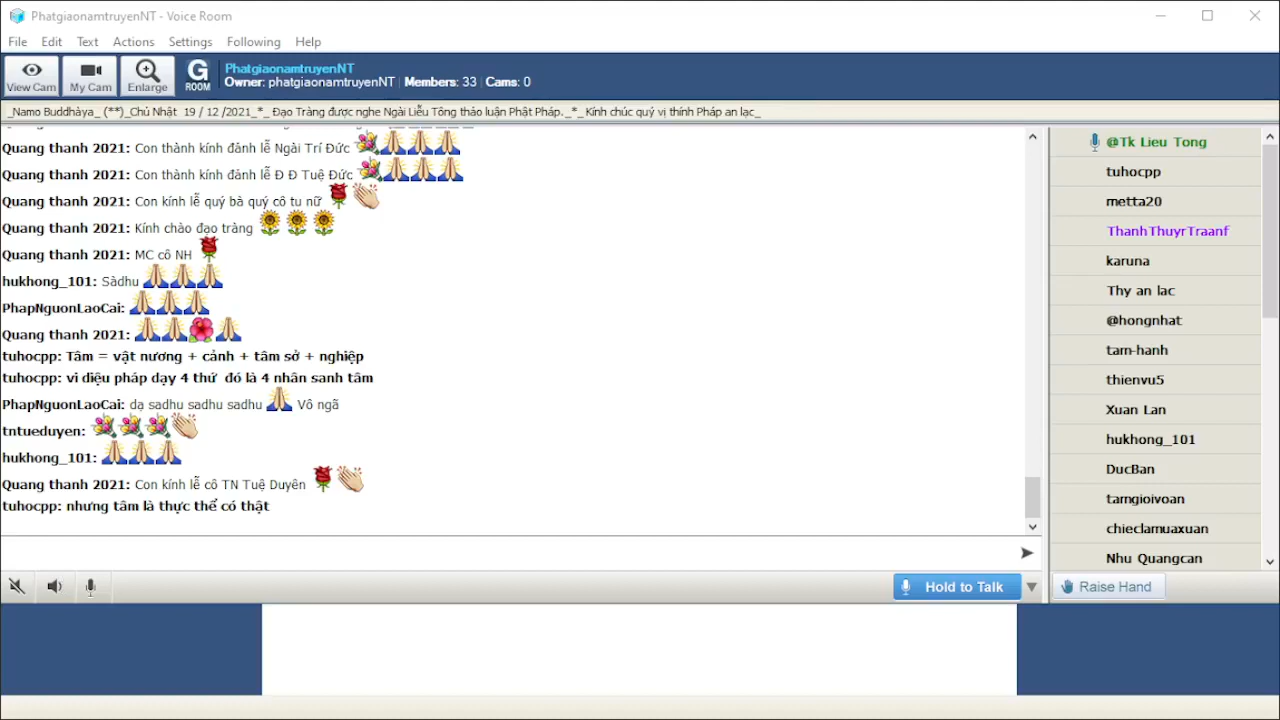 PhatgiaonamtruyenNT - Voice Room
File Edit Text Actions Settings Following Help
View Cam
My Cam
Enlarge
G ROOM
PhatgiaonamtruyenNT
Owner: phatgiaonamtruyenNT | Members: 33 | Cams: 0
_Namo Buddhàya_ (**)_Chủ Nhật 19 / 12 /2021_*_ Đạo Tràng được nghe Ngài Liễu Tông thảo luận Phật Pháp._*_Kính chúc quý vị thính Pháp an lạc_
Quang thanh 2021: Con thành kính đảnh lễ Ngài Trí Đức
Quang thanh 2021: Con thành kính đảnh lễ Đ Đ Tuệ Đức
Quang thanh 2021: Con kính lễ quý bà quý cô tu nữ
Quang thanh 2021: Kính chào đạo tràng
Quang thanh 2021: MC cô NH
hukhong_101: Sàdhu
PhapNguonLaoCai:
Quang thanh 2021:
tuhocpp: Tâm = vật nương + cảnh + tâm sở + nghiệp
tuhocpp: vi diệu pháp dạy 4 thứ đó là 4 nhân sanh tâm
PhapNguonLaoCai: dạ sadhu sadhu sadhu Vô ngã
tntueduyen:
hukhong_101:
Quang thanh 2021: Con kính lễ cô TN Tuệ Duyên
tuhocpp: nhưng tâm là thực thể có thật
@Tk Lieu Tong
tuhocpp
metta20
ThanhThuyrTraanf
karuna
Thy an lac
@hongnhat
tam-hanh
thienvu5
Xuan Lan
hukhong_101
DucBan
tamgioivoan
chieclamuaxuan
Nhu Quangcan
Hold to Talk
Raise Hand